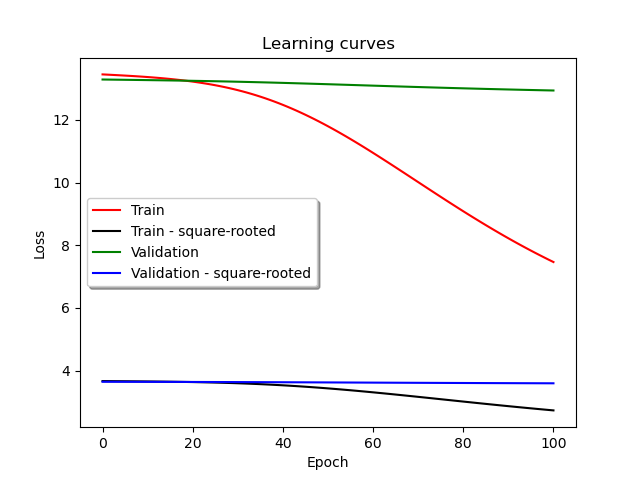 Learning curves
12
10
8
6
4
Loss
Train
Train - square-rooted
Validation
Validation - square-rooted
0 20 40 60 80 100
Epoch